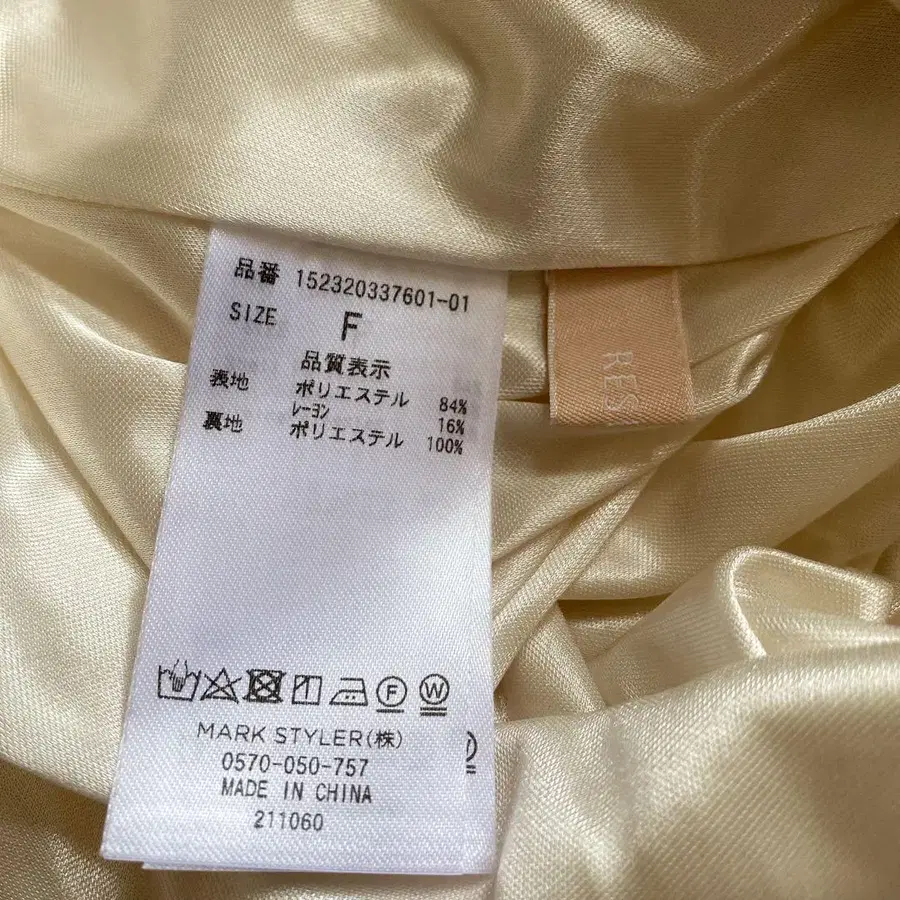 品番 152320337601-01
SIZE F
品質表示
表地 ポリエステル 84%
レーヨン 16%
裏地 ポリエステル 100%
F W
MARK STYLER(株)
0570-050-757
MADE IN CHINA
211060
RES